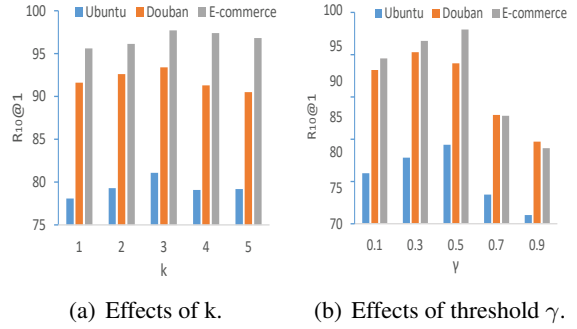 Ubuntu Douban E-commerce
100
95
90
85
80
75
R10@1
1 2 3 4 5
k
(a) Effects of k.
Ubuntu Douban E-commerce
100
95
90
85
80
75
70
R10@1
0.1 0.3 0.5 0.7 0.9
γ
(b) Effects of threshold γ.